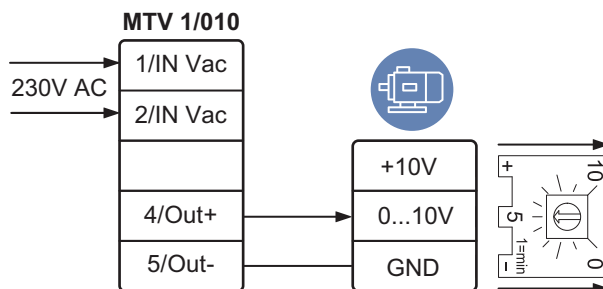 MTV 1/010
1/IN Vac
230V AC
2/IN Vac
4/Out+
5/Out-
+10V
0...10V
GND
+ 5 -
1=min
10
0